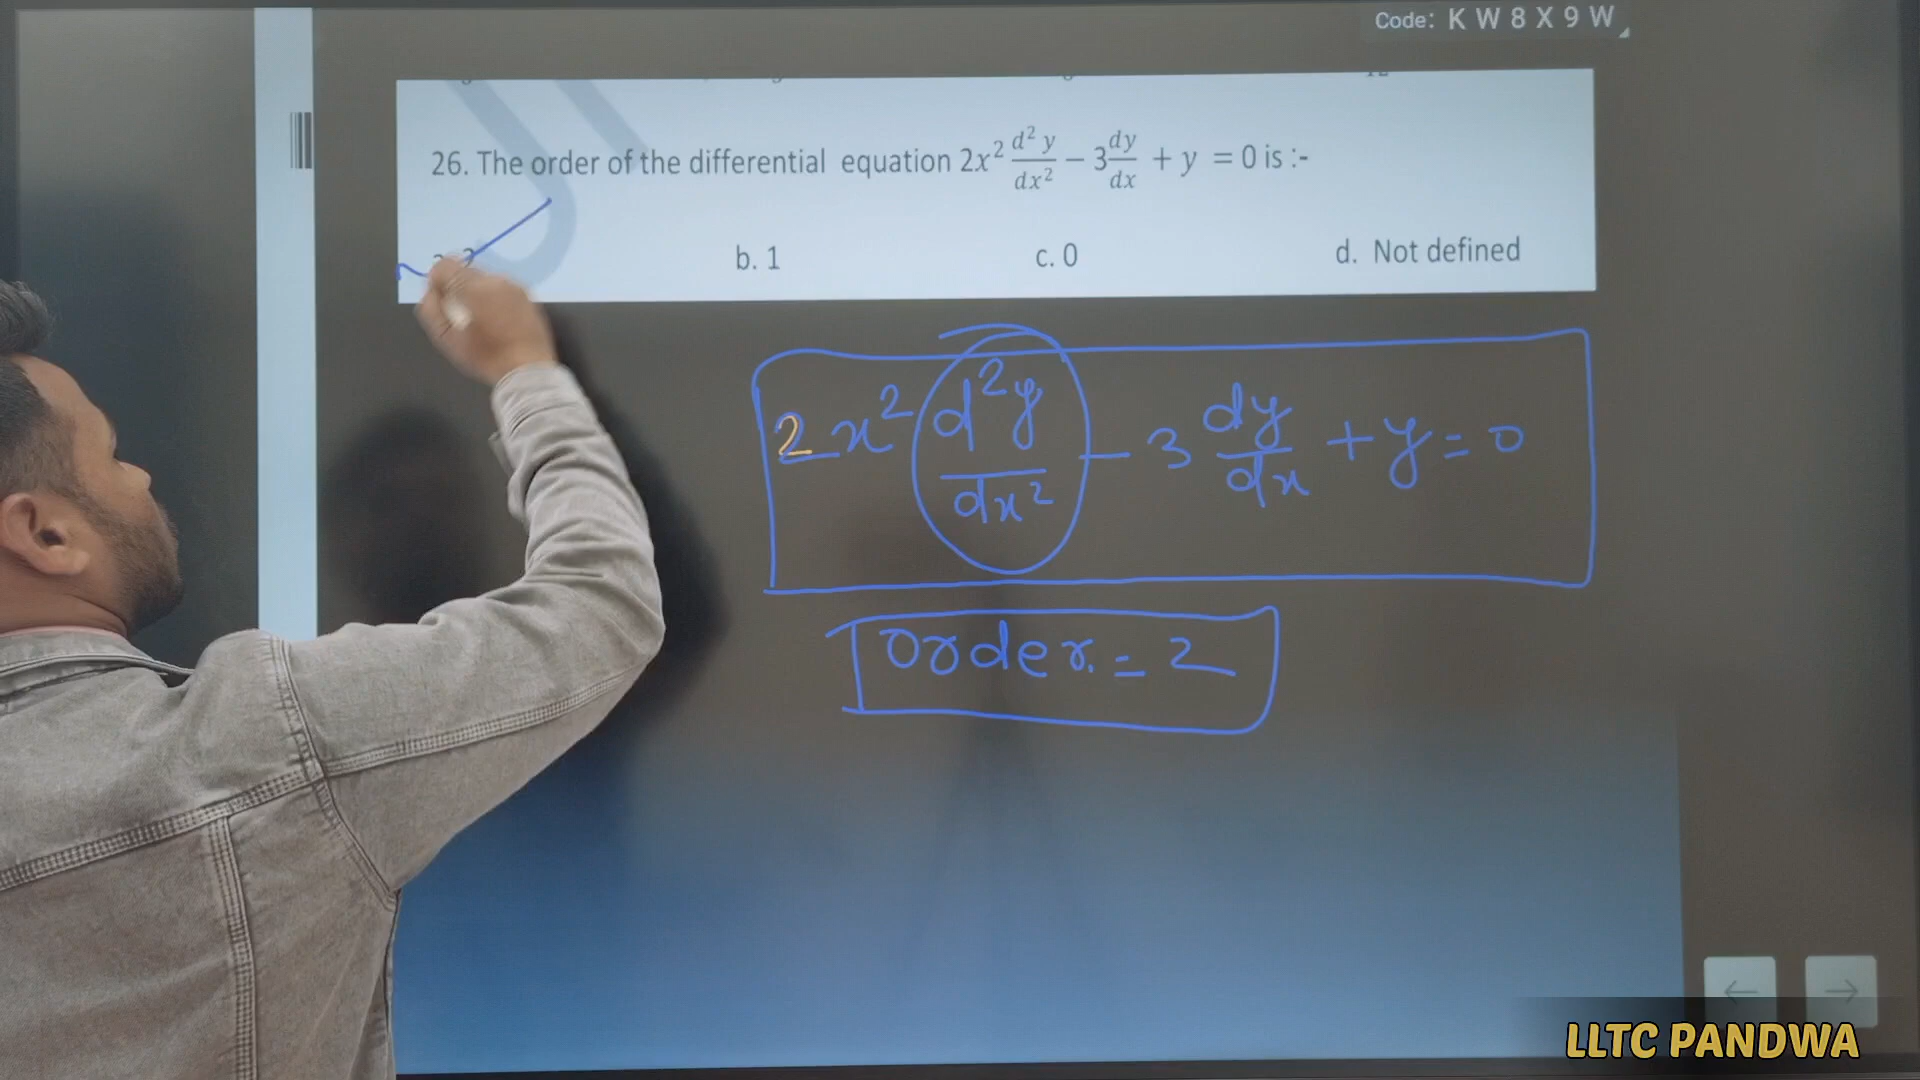 Code: K W 8 X 9 W
26. The order of the differential equation 2x² d²y/dx² − 3 dy/dx + y = 0 is :-
b. 1
c. 0
d. Not defined
2x² d²y/dx² − 3 dy/dx + y = 0
order = 2
LLTC PANDWA